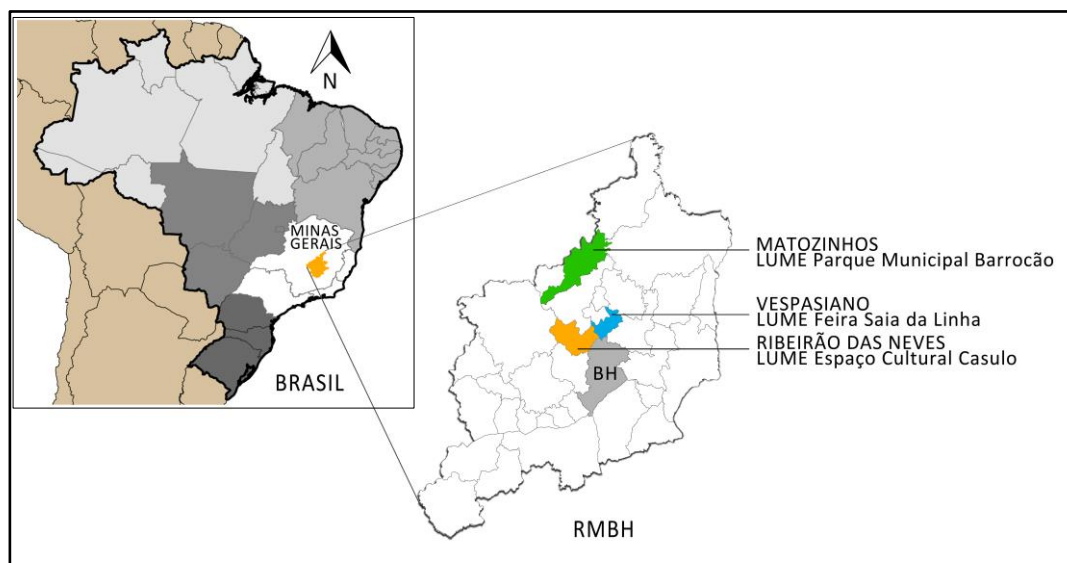 N
MINAS
GERAIS
BRASIL
MATOZINHOS
LUME Parque Municipal Barrocão
VESPASIANO
LUME Feira Saia da Linha
RIBEIRÃO DAS NEVES
LUME Espaço Cultural Casulo
BH
RMBH